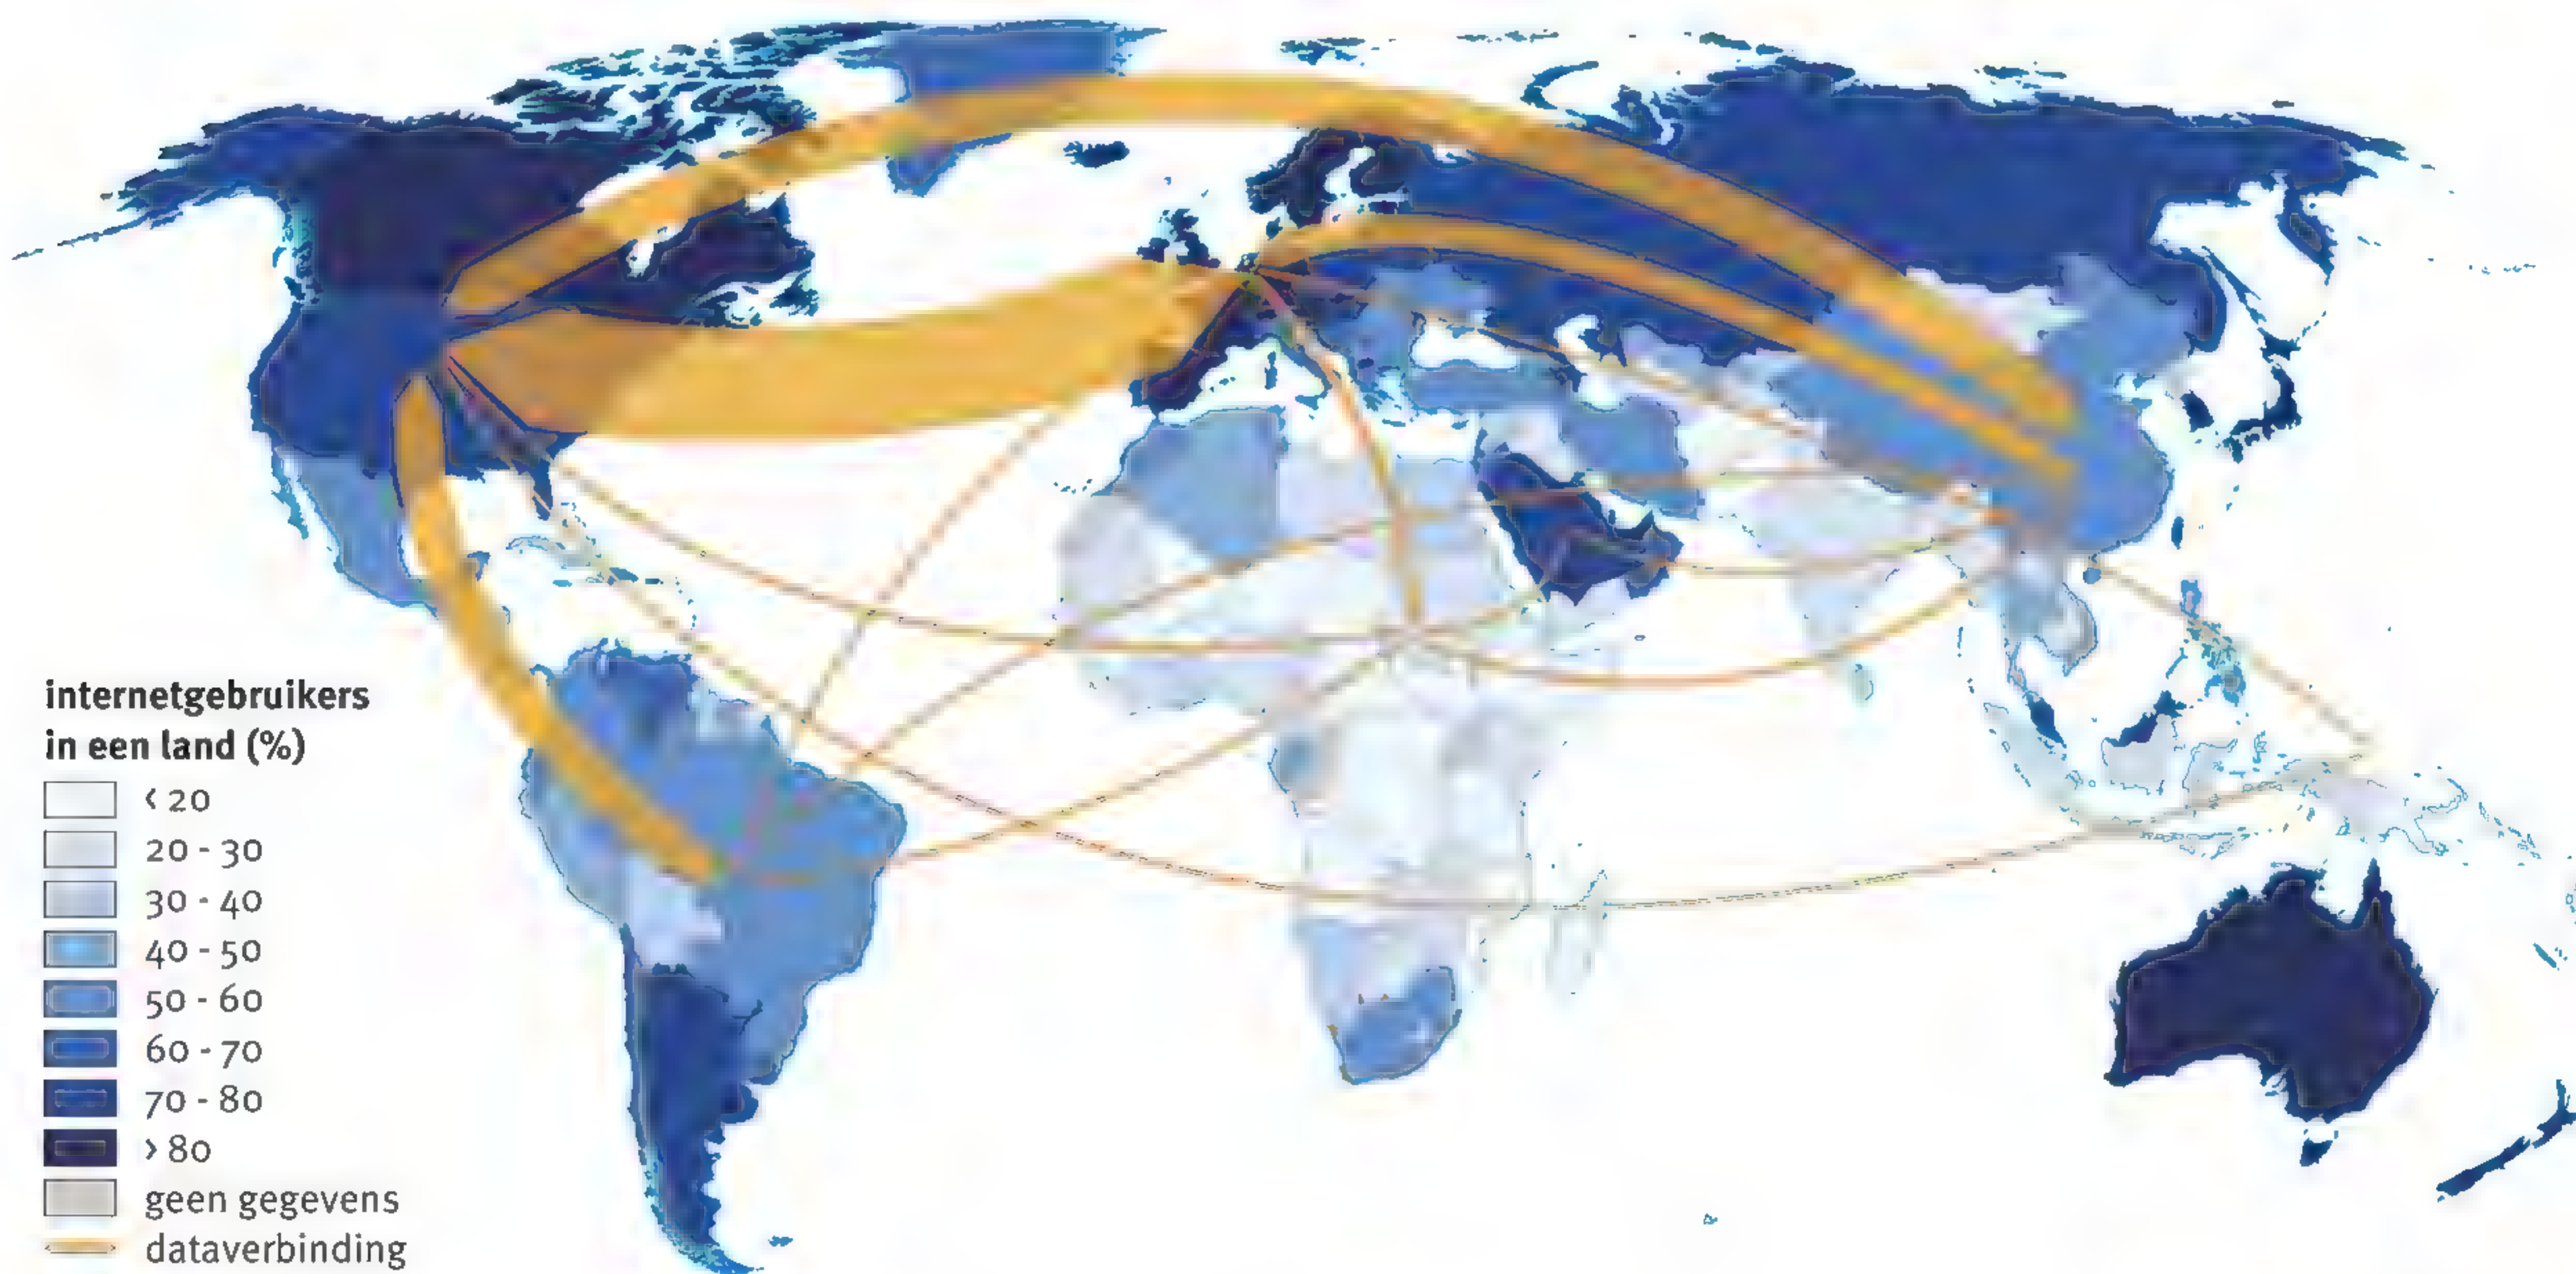 internetgebruikers
in een land (%)
< 20
20 - 30
30 - 40
40 - 50
50 - 60
60 - 70
70 - 80
> 80
geen gegevens
dataverbinding